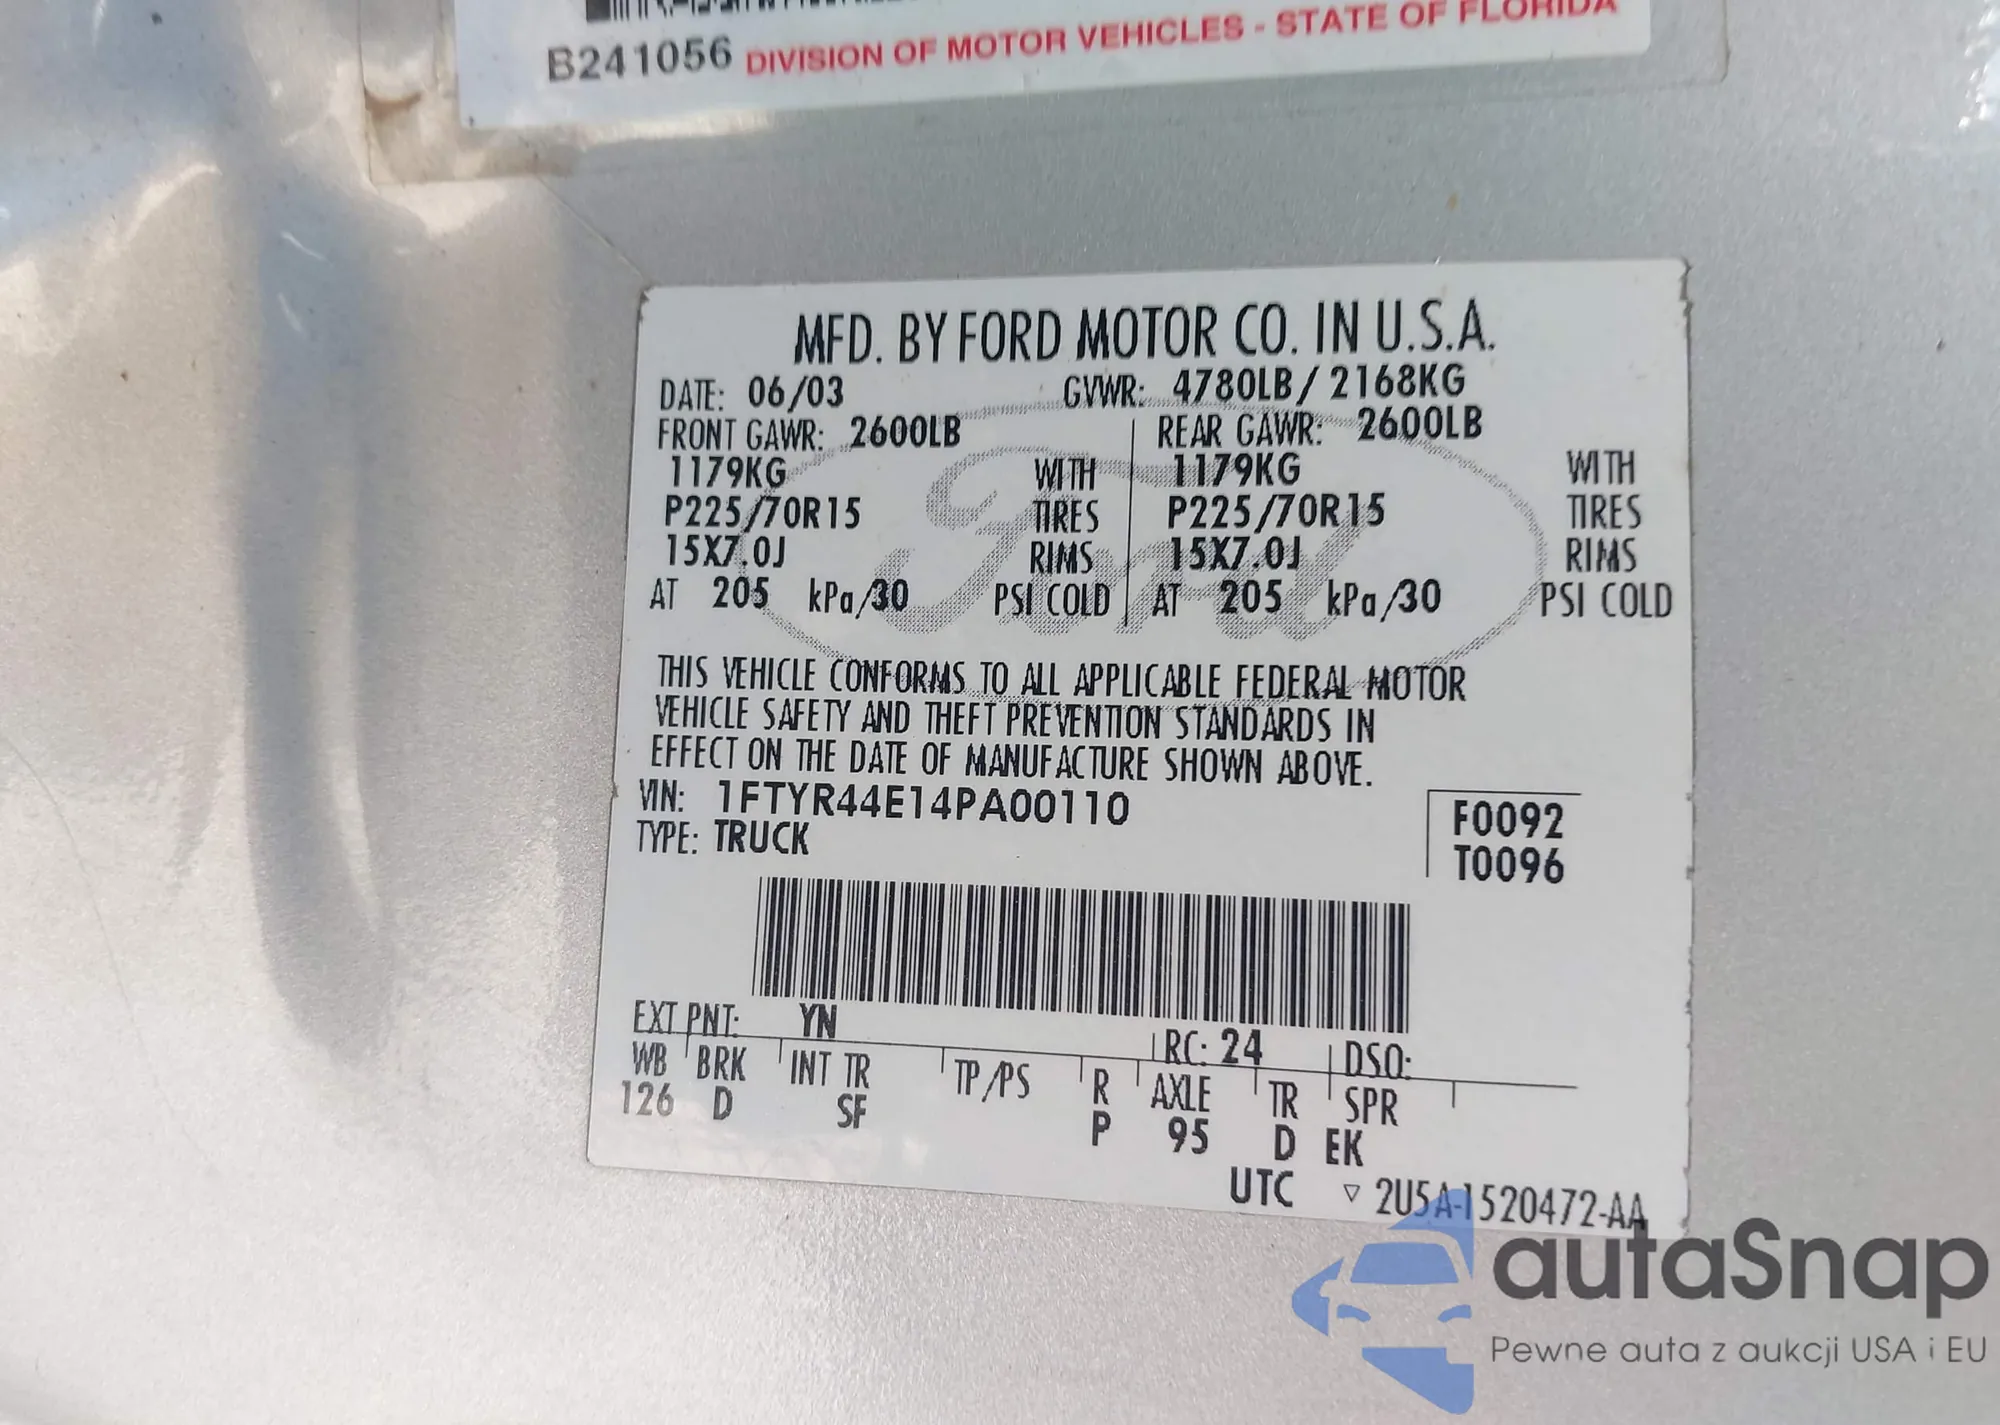 B241056 DIVISION OF MOTOR VEHICLES - STATE OF FLORIDA
MFD. BY FORD MOTOR CO. IN U.S.A.
DATE: 06/03 GVWR: 4780LB/ 2168KG
FRONT GAWR: 2600LB REAR GAWR: 2600LB
1179KG WITH 1179KG WITH
P225/70R15 TIRES P225/70R15 TIRES
15X7.0J RIMS 15X7.0J RIMS
AT 205 kPa/30 PSI COLD AT 205 kPa/30 PSI COLD
Ford
THIS VEHICLE CONFORMS TO ALL APPLICABLE FEDERAL MOTOR
VEHICLE SAFETY AND THEFT PREVENTION STANDARDS IN
EFFECT ON THE DATE OF MANUFACTURE SHOWN ABOVE.
VIN: 1FTYR44E14PA00110
TYPE: TRUCK
F0092
T0096
EXT PNT: YN RC: 24 DSO:
WB BRK INT TR TP/PS R AXLE TR SPR
126 D SF P 95 D EK
UTC ▽ 2U5A-1520472-AA
autaSnap
Pewne auta z aukcji USA i EU